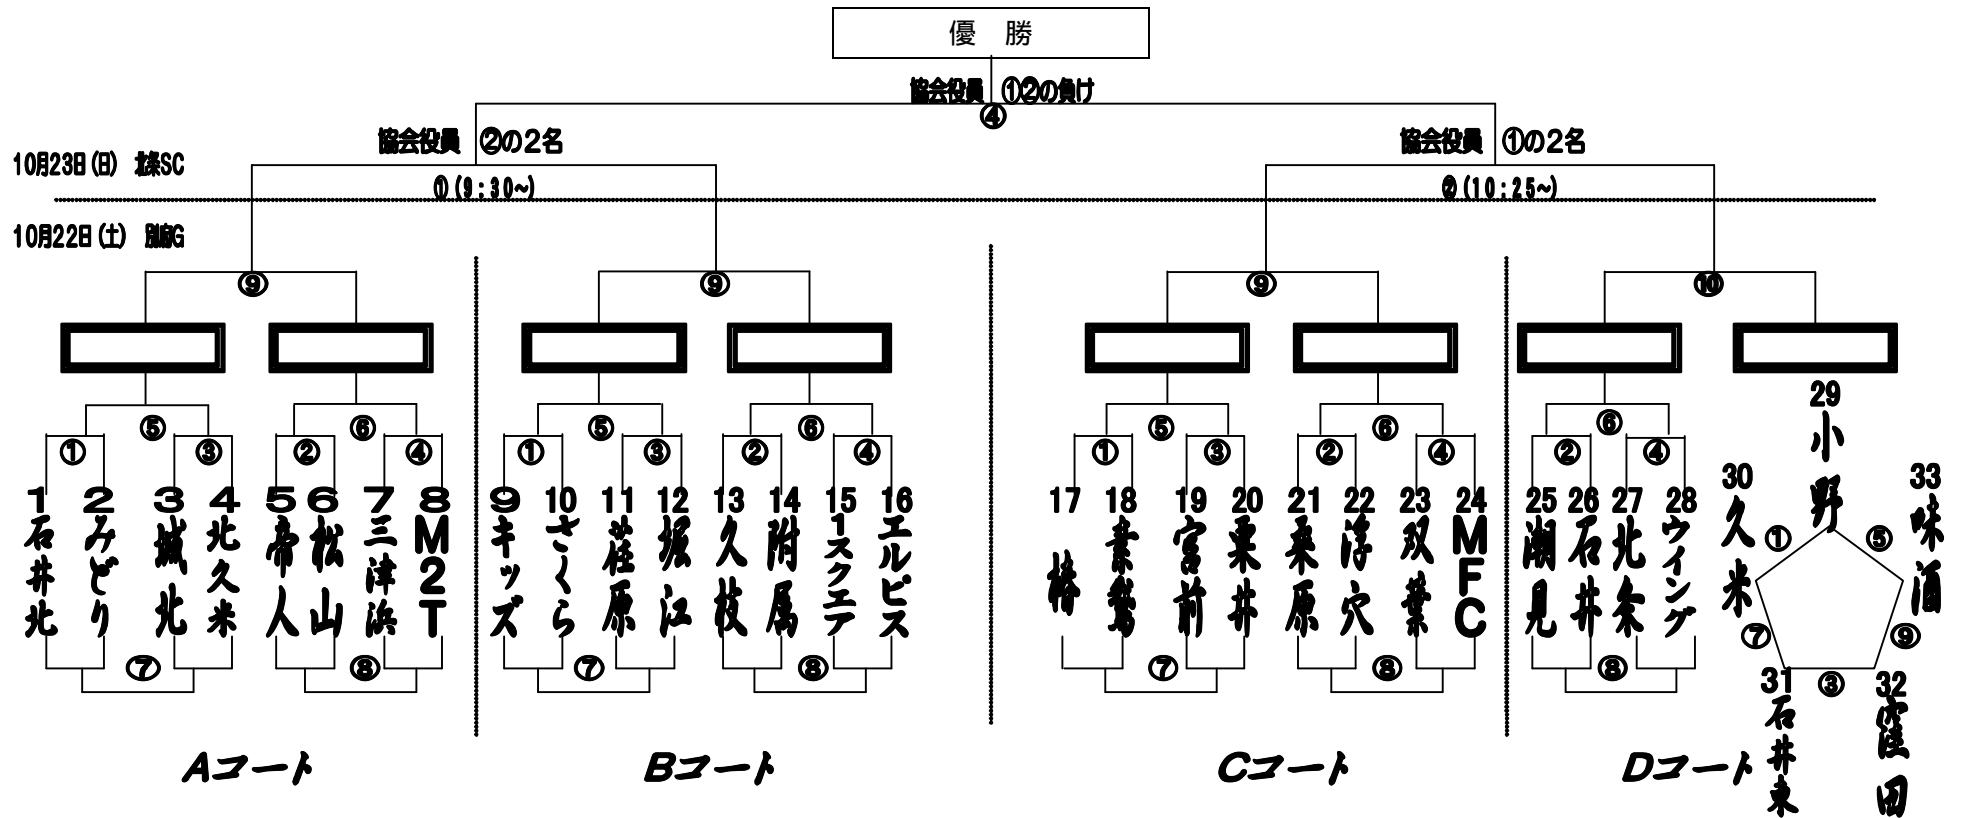 優　勝
協会役員　①②の負け
④
協会役員　②の２名
協会役員　①の２名
10月23日(日)　北条SC
①(9:30~)
②(10:25~)
10月22日(土)　別府G
⑨
⑨
⑨
⑩
⑤
⑥
⑤
⑥
⑤
⑥
⑥
①
③
②
④
①
③
②
④
①
③
②
④
②
④
1 石井北
2 みどり
3 城北
4 北久米
5 帝人
6 松山
7 三津浜
8 M2T
9 キッズ
10 さくら
11 荏原
12 堀江
13 久枝
14 附属
15 1スクエア
16 エルピス
17 椿
18 素鵞
19 宮前
20 粟井
21 桑原
22 浮穴
23 双葉
24 MFC
25 潮見
26 石井
27 北条
28 ウイング
29 小野
30 久米
33 味酒
①
⑤
⑦
⑨
③
31 石井東
32 窪田
⑦
⑧
⑦
⑧
⑦
⑧
⑧
Aコート
Bコート
Cコート
Dコート